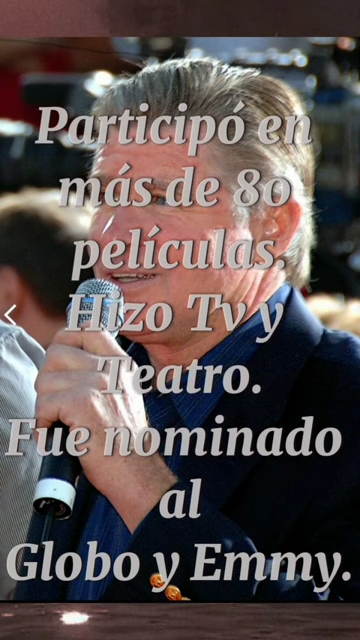 Participó en
más de 80
películas.
Hizo Tv y
Teatro.
Fue nominado
al
Globo y Emmy.